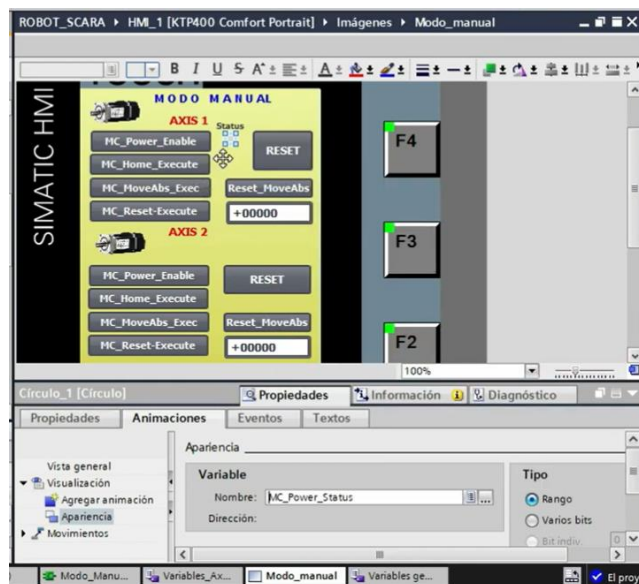 ROBOT_SCARA ▸ HMI_1 [KTP400 Comfort Portrait] ▸ Imágenes ▸ Modo_manual
B I U S A
SIMATIC HMI
MODO MANUAL
AXIS 1
Status
MC_Power_Enable
RESET
MC_Home_Execute
MC_MoveAbs_Exec Reset_MoveAbs
MC_Reset-Execute +00000
AXIS 2
MC_Power_Enable
RESET
MC_Home_Execute
MC_MoveAbs_Exec Reset_MoveAbs
MC_Reset-Execute +00000
F4
F3
F2
100%
Círculo_1 [Círculo]
Propiedades Información Diagnóstico
Propiedades Animaciones Eventos Textos
Vista general
Visualización
Agregar animación
Apariencia
Movimientos
Apariencia
Variable
Nombre: MC_Power_Status
Dirección:
Tipo
Rango
Varios bits
Bit indiv. 0
Modo_Manu... Variables_Ax... Modo_manual Variables ge... El proy